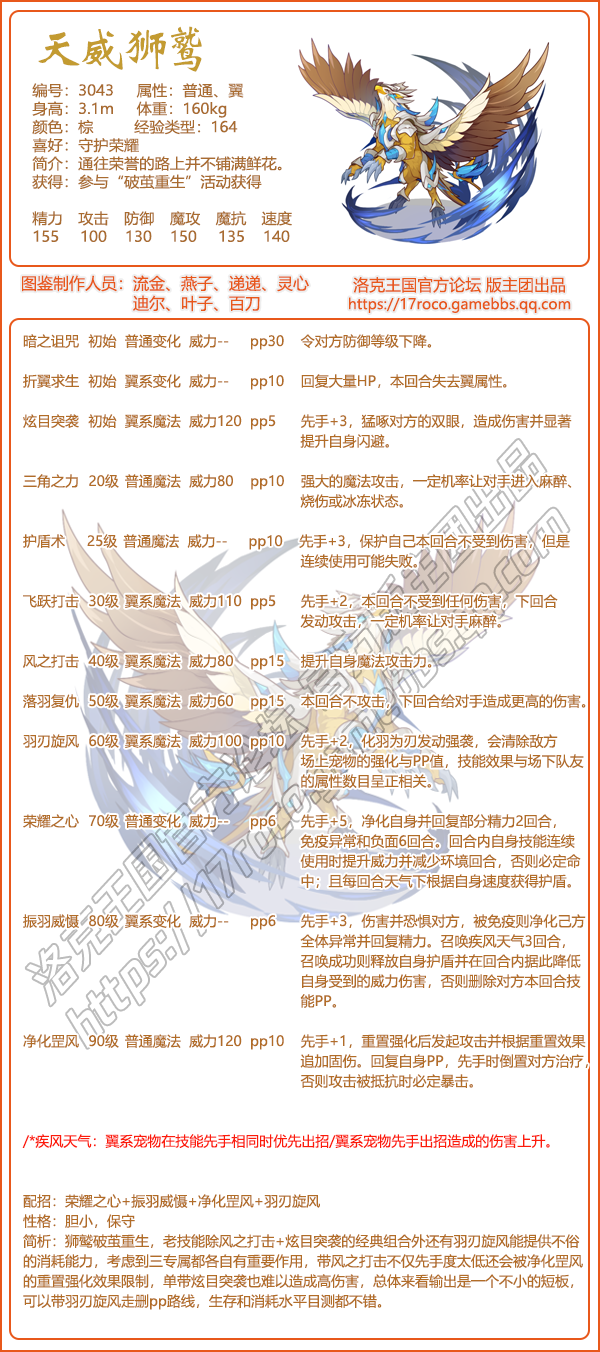 天威狮鹫
编号：3043 属性：普通、翼
身高：3.1m 体重：160kg
颜色：棕 经验类型：164
喜好：守护荣耀
简介：通往荣誉的路上并不铺满鲜花。
获得：参与“破茧重生”活动获得
精力 攻击 防御 魔攻 魔抗 速度
155 100 130 150 135 140
图鉴制作人员：流金、燕子、递递、灵心
迪尔、叶子、百刀
洛克王国官方论坛 版主团出品
https://17roco.gamebbs.qq.com
暗之诅咒 初始 普通变化 威力-- pp30 令对方防御等级下降。
折翼求生 初始 翼系变化 威力-- pp10 回复大量HP，本回合失去翼属性。
炫目突袭 初始 翼系魔法 威力120 pp5 先手+3，猛啄对方的双眼，造成伤害并显著
提升自身闪避。
三角之力 20级 普通魔法 威力80 pp10 强大的魔法攻击，一定机率让对手进入麻醉、
烧伤或冰冻状态。
护盾术 25级 普通魔法 威力-- pp10 先手+3，保护自己本回合不受到伤害，但是
连续使用可能失败。
飞跃打击 30级 翼系魔法 威力110 pp5 先手+2，本回合不受到任何伤害，下回合
发动攻击，一定机率让对手麻醉。
风之打击 40级 翼系魔法 威力80 pp15 提升自身魔法攻击力。
落羽复仇 50级 翼系魔法 威力60 pp15 本回合不攻击，下回合给对手造成更高的伤害。
羽刃旋风 60级 翼系魔法 威力100 pp10 先手+2，化羽为刃发动强袭，会清除敌方
场上宠物的强化与PP值，技能效果与场下队友
的属性数目呈正相关。
荣耀之心 70级 普通变化 威力-- pp6 先手+5，净化自身并回复部分精力2回合，
免疫异常和负面6回合。回合内自身技能连续
使用时提升威力并减少环境回合，否则必定命
中；且每回合天气下根据自身速度获得护盾。
振羽威慑 80级 翼系变化 威力-- pp6 先手+3，伤害并恐惧对方，被免疫则净化己方
全体异常并回复精力。召唤疾风天气3回合，
召唤成功则释放自身护盾并在回合内据此降低
自身受到的威力伤害，否则删除对方本回合技
能PP。
净化罡风 90级 普通魔法 威力120 pp10 先手+1，重置强化后发起攻击并根据重置效果
追加固伤。回复自身PP，先手时倒置对方治疗，
否则攻击被抵抗时必定暴击。
/*疾风天气：翼系宠物在技能先手相同时优先出招/翼系宠物先手出招造成的伤害上升。
配招：荣耀之心+振羽威慑+净化罡风+羽刃旋风
性格：胆小，保守
简析：狮鹫破茧重生，老技能除风之打击+炫目突袭的经典组合外还有羽刃旋风能提供不俗
的消耗能力，考虑到三专属都各自有重要作用，带风之打击不仅先手度太低还会被净化罡风
的重置强化效果限制，单带炫目突袭也难以造成高伤害，总体来看输出是一个不小的短板，
可以带羽刃旋风走删pp路线，生存和消耗水平目测都不错。
洛克王国官方论坛版主团出品
https://17roco.gamebbs.qq.com